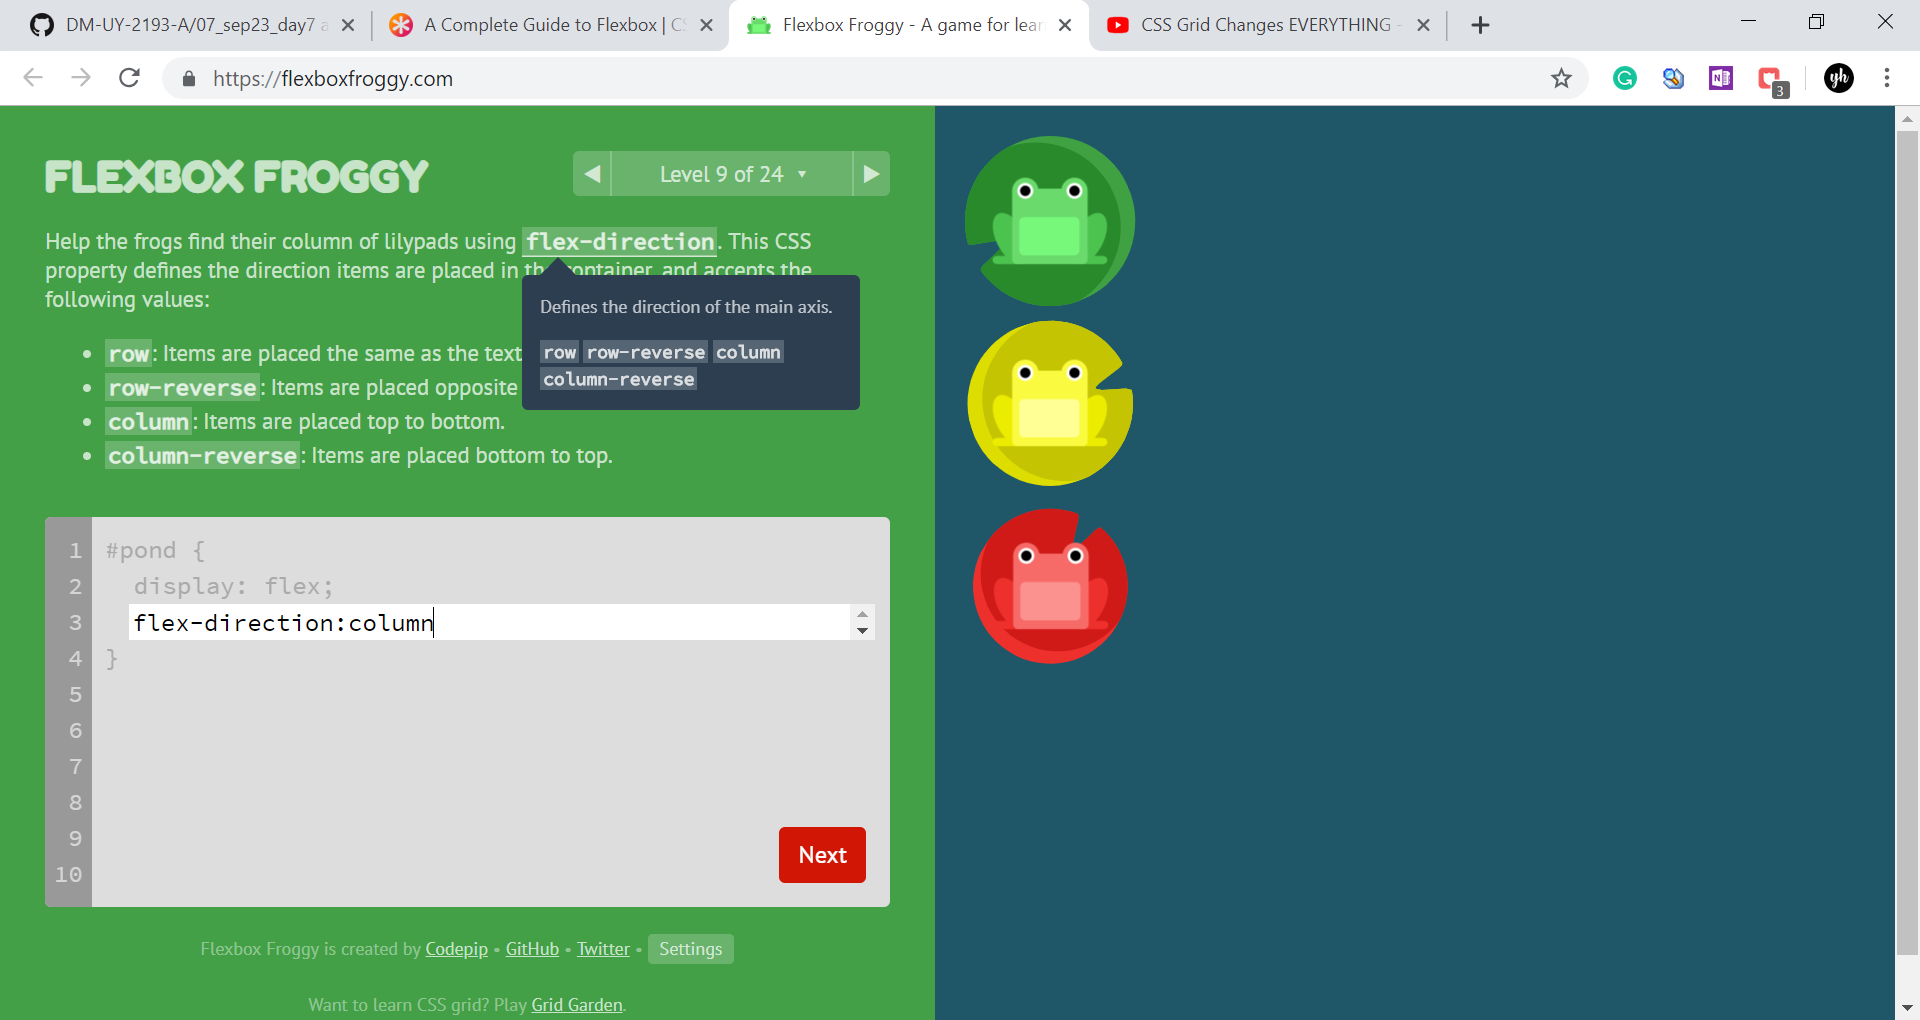 DM-UY-2193-A/07_sep23_day7
A Complete Guide to Flexbox | CS
Flexbox Froggy - A game for lear
CSS Grid Changes EVERYTHING -
https://flexboxfroggy.com
3
yh
FLEXBOX FROGGY
◀ Level 9 of 24 ▼ ▶
Help the frogs find their column of lilypads using flex-direction. This CSS
property defines the direction items are placed in the container, and accepts the
following values:
Defines the direction of the main axis.
row row-reverse column
column-reverse
• row: Items are placed the same as the text
• row-reverse: Items are placed opposite
• column: Items are placed top to bottom.
• column-reverse: Items are placed bottom to top.
1 #pond {
2 display: flex;
3 flex-direction:column
4 }
5
6
7
8
9
10
Next
Flexbox Froggy is created by Codepip • GitHub • Twitter • Settings
Want to learn CSS grid? Play Grid Garden.